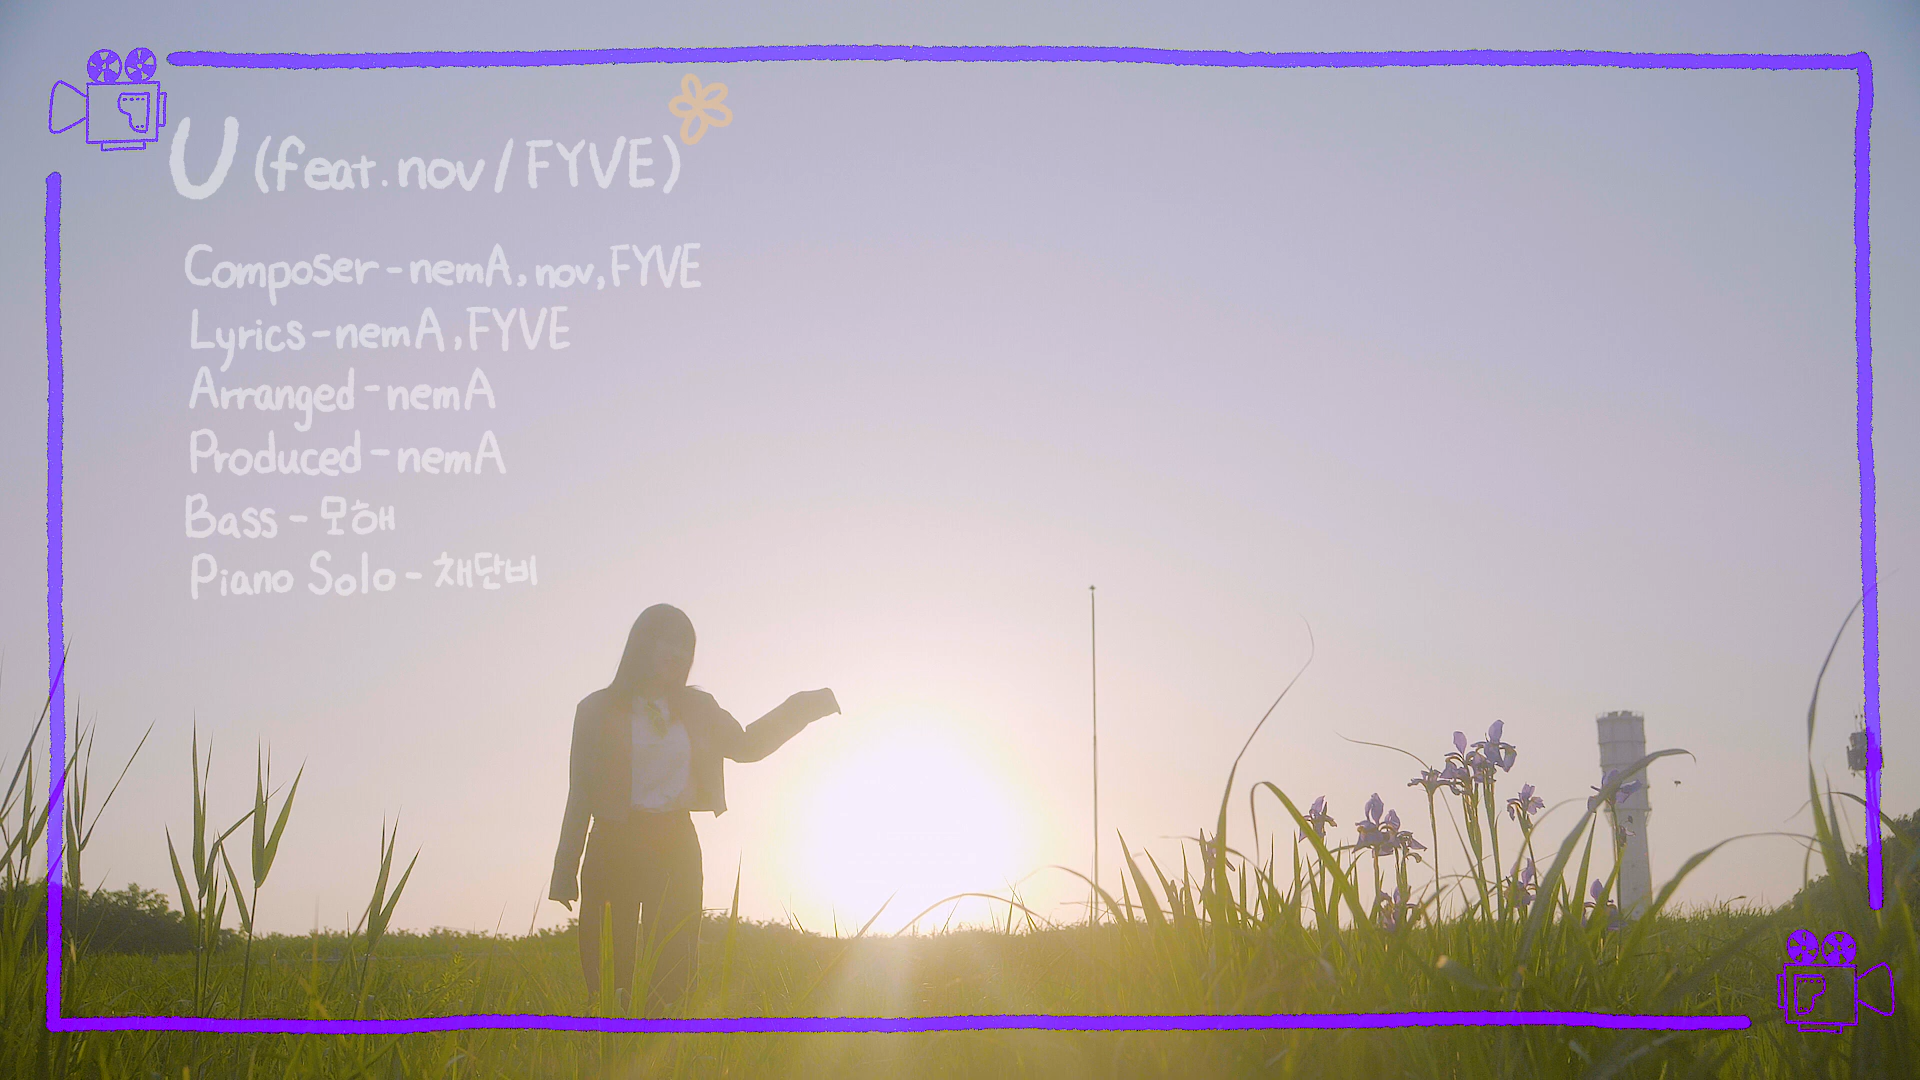 U (feat.nov/FYVE)
Composer-nemA, nov, FYVE
Lyrics-nemA, FYVE
Arranged-nemA
Produced-nemA
Bass-모해
Piano Solo-채단비